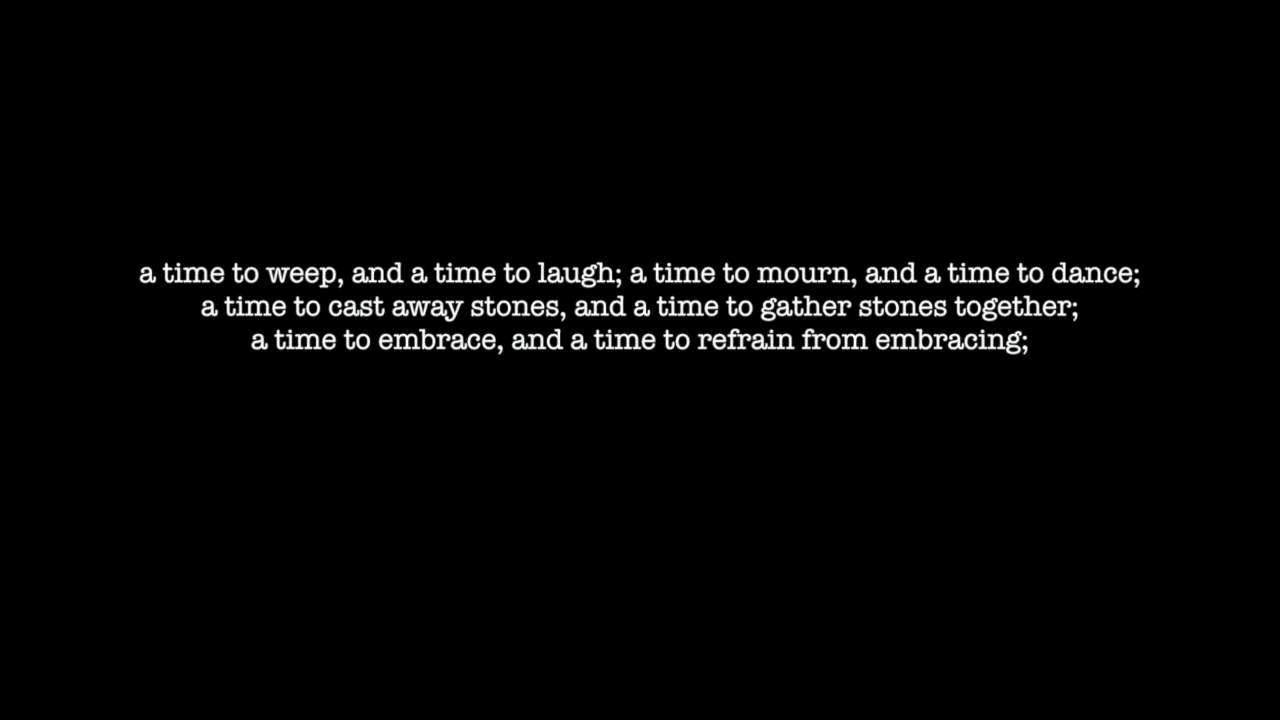 a time to weep, and a time to laugh; a time to mourn, and a time to dance;
a time to cast away stones, and a time to gather stones together;
a time to embrace, and a time to refrain from embracing;